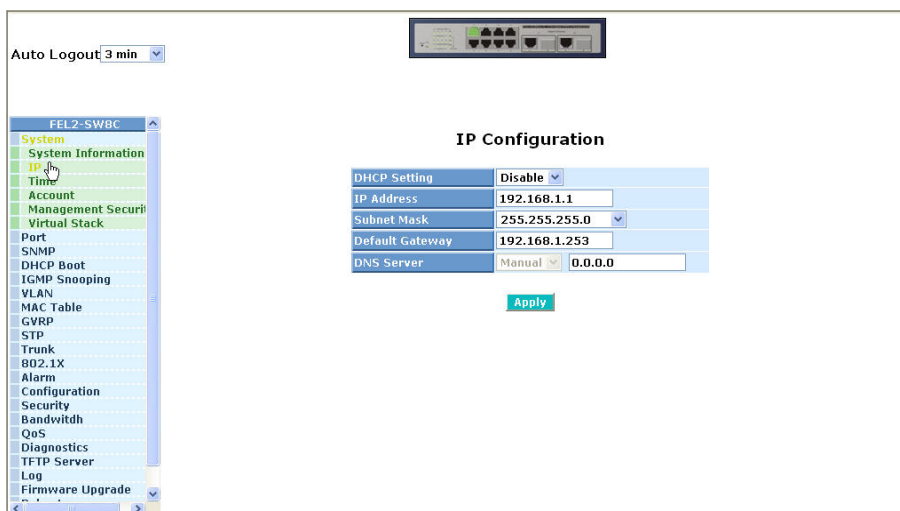 Auto Logout 3 min
FEL2-SW8C
System
System Information
IP
Time
Account
Management Securit
Virtual Stack
Port
SNMP
DHCP Boot
IGMP Snooping
VLAN
MAC Table
GVRP
STP
Trunk
802.1X
Alarm
Configuration
Security
Bandwitdh
QoS
Diagnostics
TFTP Server
Log
Firmware Upgrade
IP Configuration
DHCP Setting Disable
IP Address 192.168.1.1
Subnet Mask 255.255.255.0
Default Gateway 192.168.1.253
DNS Server Manual 0.0.0.0
Apply